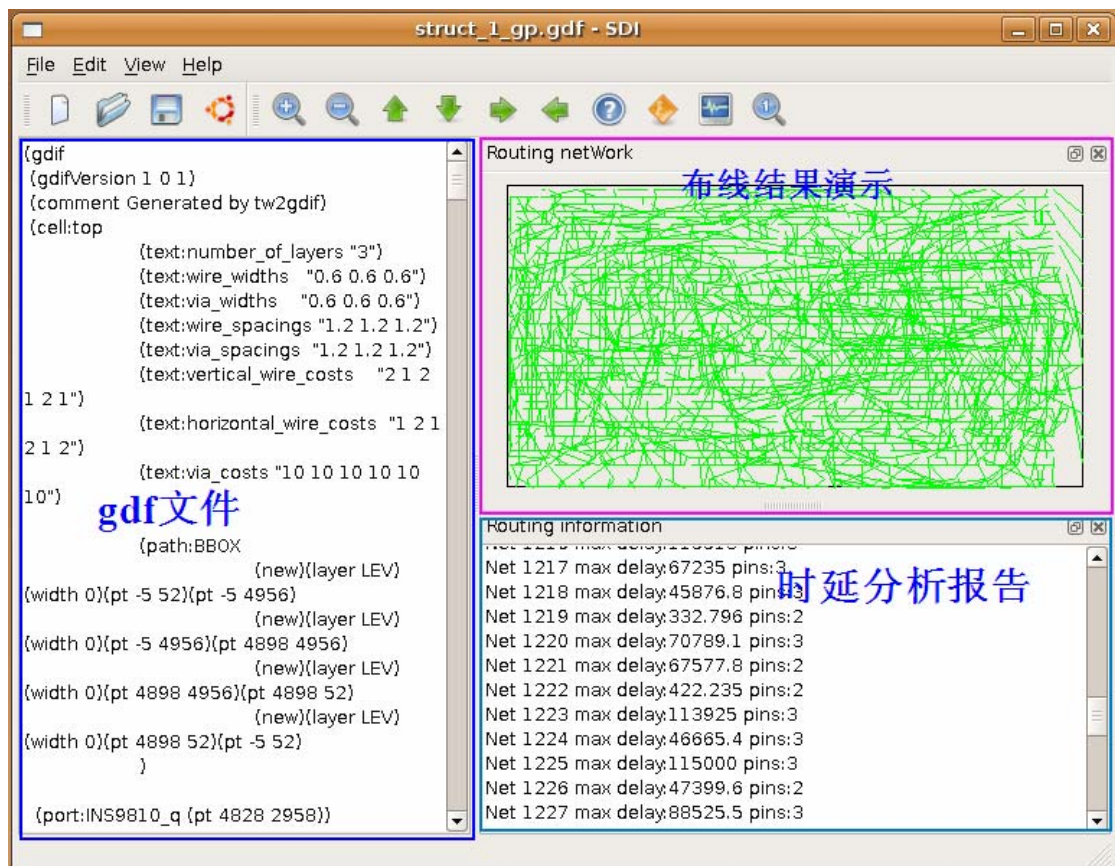 struct_1_gp.gdf - SDI
File Edit View Help
(gdif
(gdifVersion 1 0 1)
(comment Generated by tw2gdif)
(cell:top
(text:number_of_layers "3")
(text:wire_widths "0.6 0.6 0.6")
(text:via_widths "0.6 0.6 0.6")
(text:wire_spacings "1.2 1.2 1.2")
(text:via_spacings "1.2 1.2 1.2")
(text:vertical_wire_costs "2 1 2
1 2 1")
(text:horizontal_wire_costs "1 2 1
2 1 2")
(text:via_costs "10 10 10 10 10
10")
gdf文件
(path:BBOX
(new)(layer LEV)
(width 0)(pt -5 52)(pt -5 4956)
(new)(layer LEV)
(width 0)(pt -5 4956)(pt 4898 4956)
(new)(layer LEV)
(width 0)(pt 4898 4956)(pt 4898 52)
(new)(layer LEV)
(width 0)(pt 4898 52)(pt -5 52)
)
(port:INS9810_q (pt 4828 2958))
Routing netWork
布线结果演示
Routing information
Net 1217 max delay:67235 pins:3
时延分析报告
Net 1218 max delay:45876.8 pins:3
Net 1219 max delay:332.796 pins:2
Net 1220 max delay:70789.1 pins:3
Net 1221 max delay:67577.8 pins:2
Net 1222 max delay:422.235 pins:2
Net 1223 max delay:113925 pins:3
Net 1224 max delay:46665.4 pins:3
Net 1225 max delay:115000 pins:3
Net 1226 max delay:47399.6 pins:2
Net 1227 max delay:88525.5 pins:3